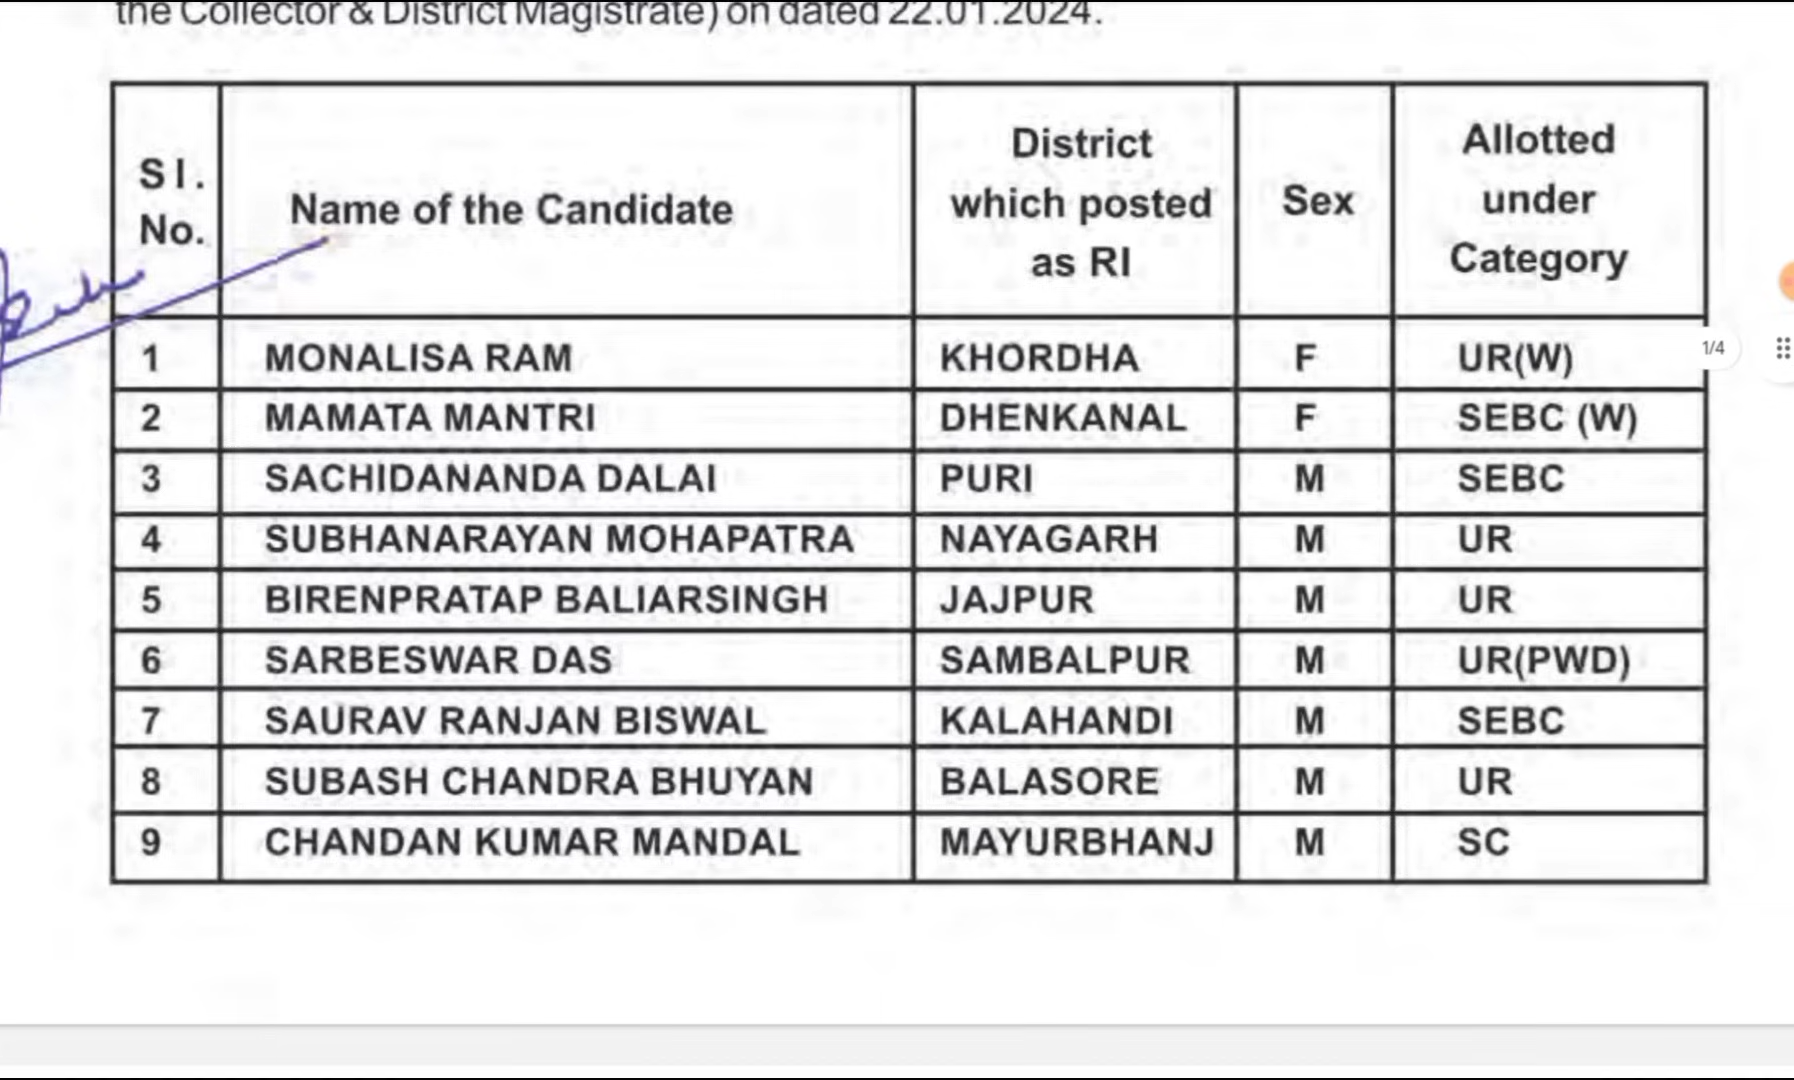 the Collector & District Magistrate) on dated 22.01.2024.
Sl. No. Name of the Candidate District which posted as RI Sex Allotted under Category
1 MONALISA RAM KHORDHA F UR(W)
2 MAMATA MANTRI DHENKANAL F SEBC (W)
3 SACHIDANANDA DALAI PURI M SEBC
4 SUBHANARAYAN MOHAPATRA NAYAGARH M UR
5 BIRENPRATAP BALIARSINGH JAJPUR M UR
6 SARBESWAR DAS SAMBALPUR M UR(PWD)
7 SAURAV RANJAN BISWAL KALAHANDI M SEBC
8 SUBASH CHANDRA BHUYAN BALASORE M UR
9 CHANDAN KUMAR MANDAL MAYURBHANJ M SC
1/4